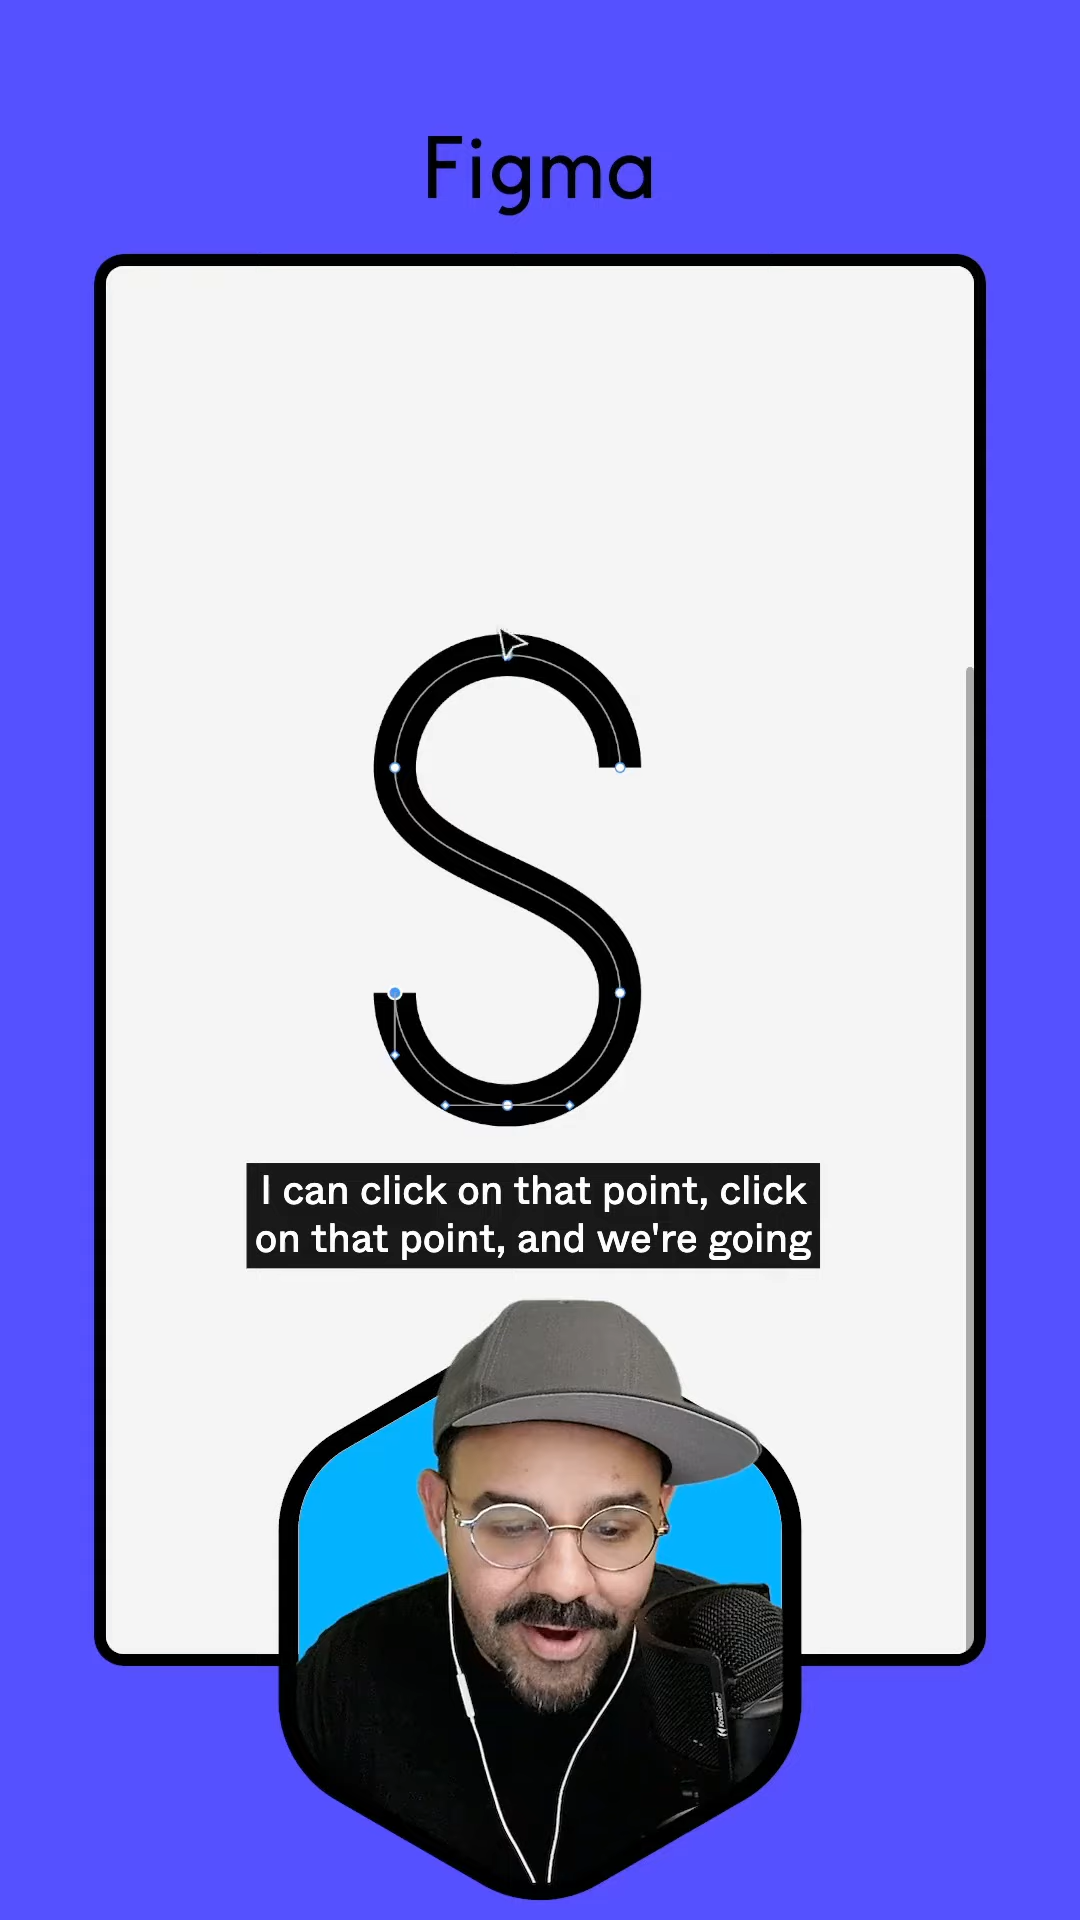 Figma
S
I can click on that point, click
on that point, and we're going